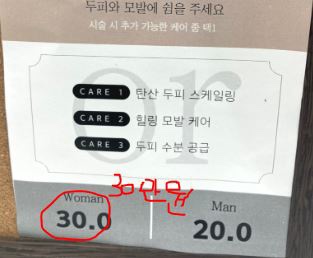 두피와 모발에 쉼을 주세요
시술 시 추가 가능한 케어 중 택1
or
CARE 1 탄산 두피 스케일링
CARE 2 힐링 모발 케어
CARE 3 두피 수분 공급
30만원
Woman Man
30.0 20.0